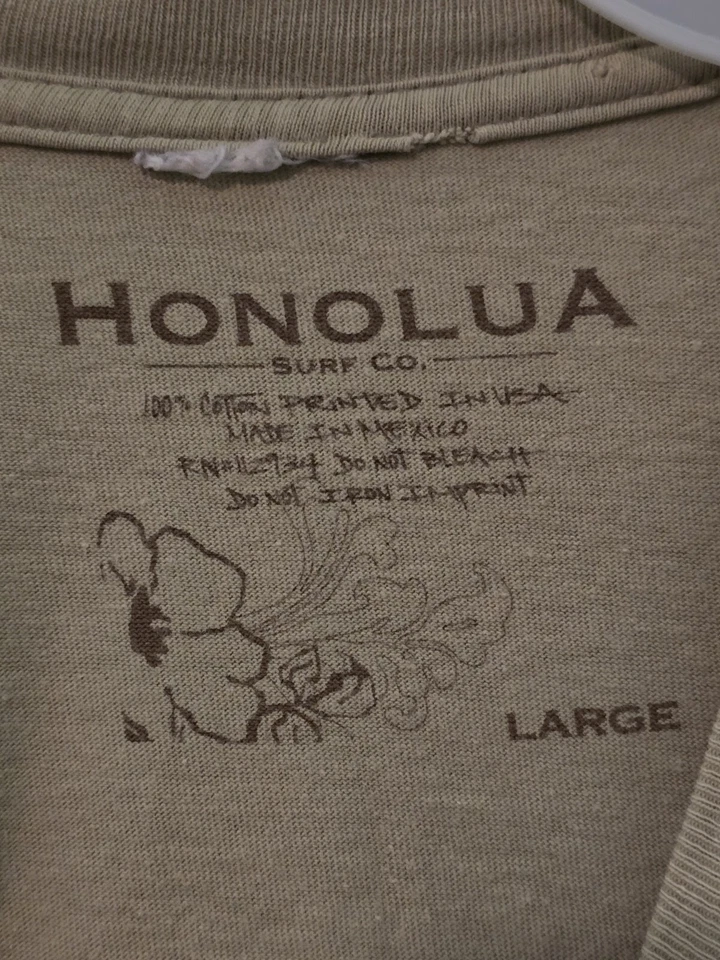 HONOLUA
SURF CO.
100% COTTON PRINTED IN USA
MADE IN MEXICO
RN#112934 DO NOT BLEACH
DO NOT IRON IMPRINT
LARGE